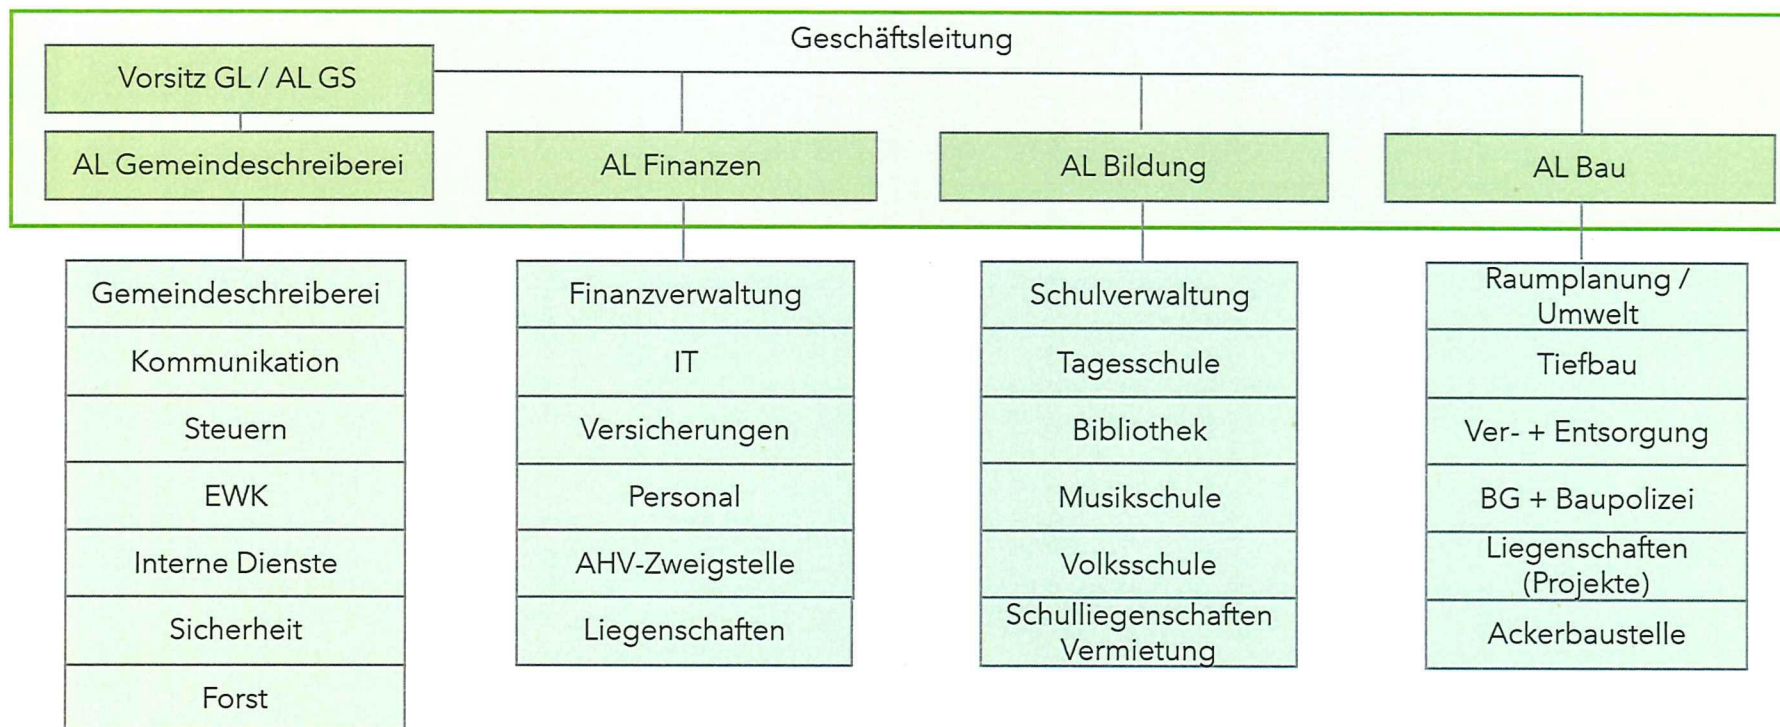 Geschäftsleitung
Vorsitz GL / AL GS
AL Gemeindeschreiberei
AL Finanzen
AL Bildung
AL Bau
Gemeindeschreiberei
Kommunikation
Steuern
EWK
Interne Dienste
Sicherheit
Forst
Finanzverwaltung
IT
Versicherungen
Personal
AHV-Zweigstelle
Liegenschaften
Schulverwaltung
Tagesschule
Bibliothek
Musikschule
Volksschule
Schulliegenschaften
Vermietung
Raumplanung /
Umwelt
Tiefbau
Ver- + Entsorgung
BG + Baupolizei
Liegenschaften
(Projekte)
Ackerbaustelle